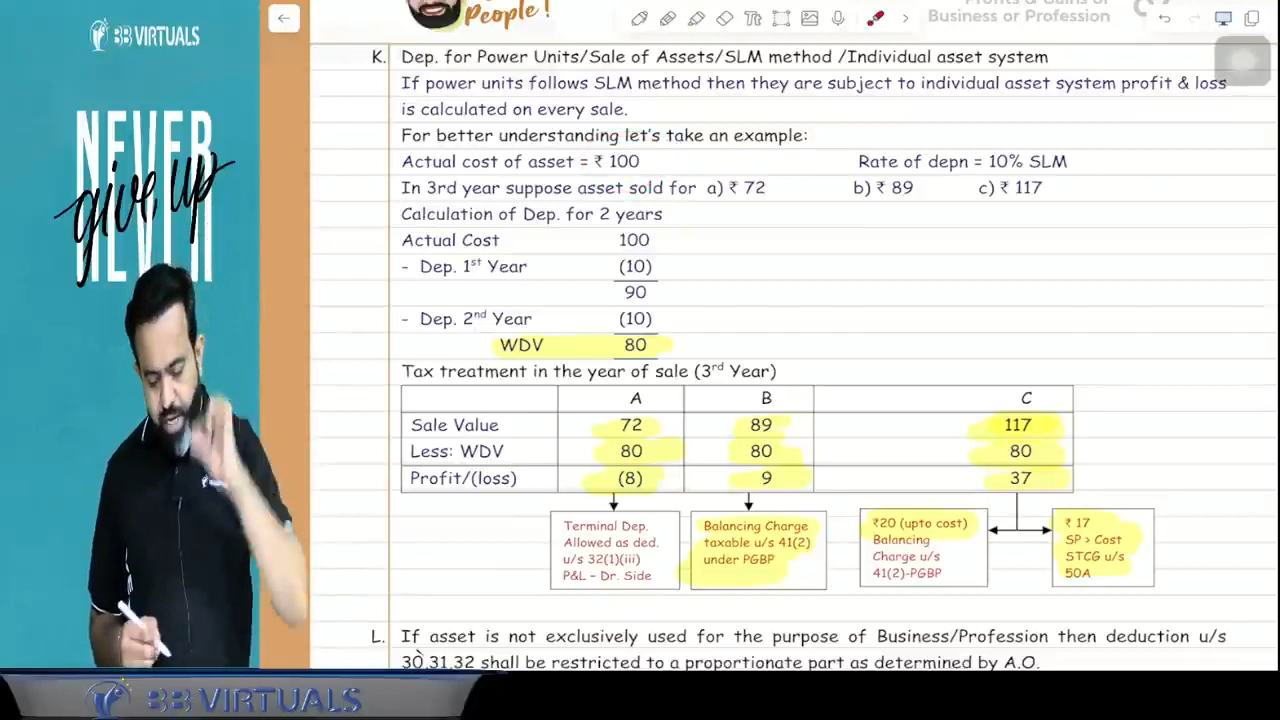 BB VIRTUALS
People!
Business or Profession
NEVER
give up
NEVER
K. Dep. for Power Units/Sale of Assets/SLM method /Individual asset system
If power units follows SLM method then they are subject to individual asset system profit & loss
is calculated on every sale.
For better understanding let's take an example:
Actual cost of asset = ₹ 100 Rate of depn = 10% SLM
In 3rd year suppose asset sold for a) ₹ 72 b) ₹ 89 c) ₹ 117
Calculation of Dep. for 2 years
Actual Cost 100
- Dep. 1st Year (10)
90
- Dep. 2nd Year (10)
WDV 80
Tax treatment in the year of sale (3rd Year)
A B C
Sale Value 72 89 117
Less: WDV 80 80 80
Profit/(loss) (8) 9 37
Terminal Dep.
Allowed as ded.
u/s 32(1)(iii)
P&L – Dr. Side
Balancing Charge
taxable u/s 41(2)
under PGBP
₹20 (upto cost)
Balancing
Charge u/s
41(2)-PGBP
₹ 17
SP > Cost
STCG u/s
50A
L. If asset is not exclusively used for the purpose of Business/Profession then deduction u/s
30,31,32 shall be restricted to a proportionate part as determined by A.O.
BB VIRTUALS